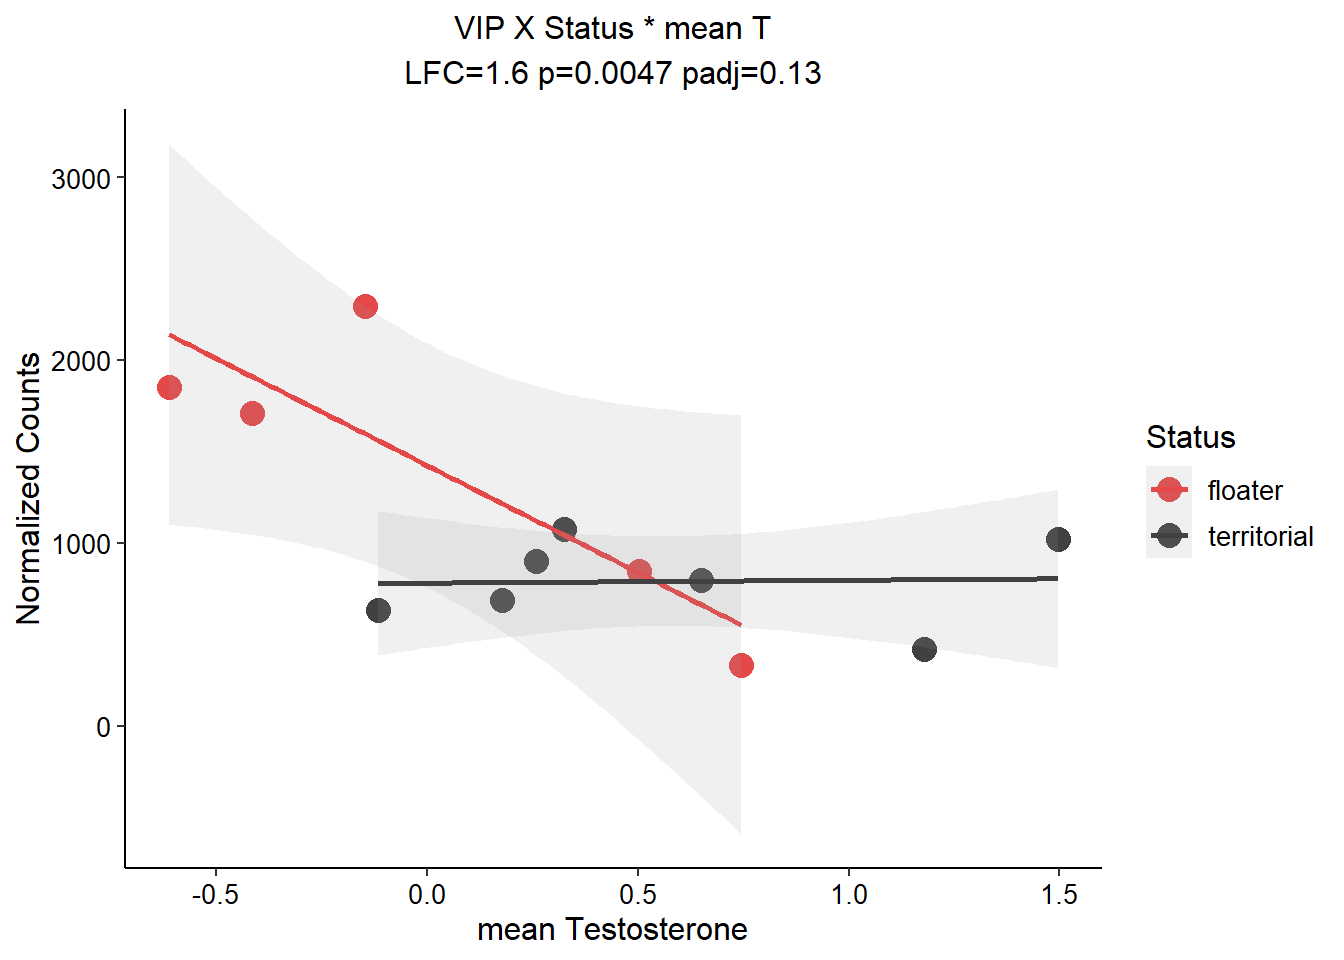 VIP X Status * mean T
LFC=1.6 p=0.0047 padj=0.13
Normalized Counts
3000
2000
1000
0
-0.5
0.0
0.5
1.0
1.5
mean Testosterone
Status
floater
territorial